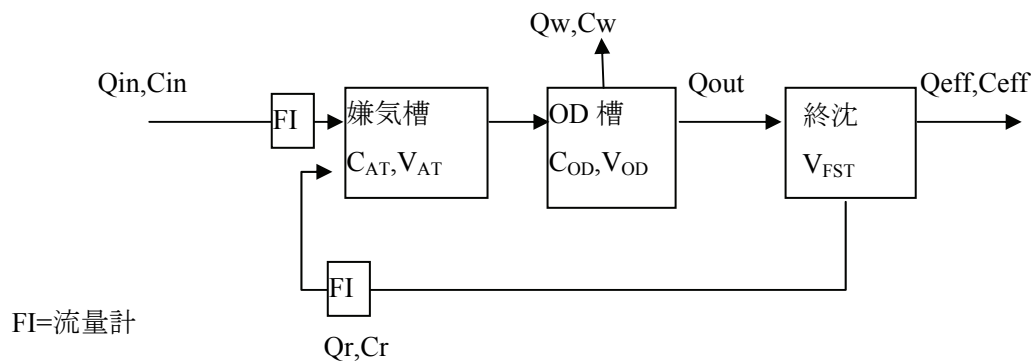 Qw,Cw
Qin,Cin
Qout
Qeff,Ceff
FI
嫌気槽
C_AT,V_AT
OD 槽
C_OD,V_OD
終沈
V_FST
FI
FI=流量計
Qr,Cr